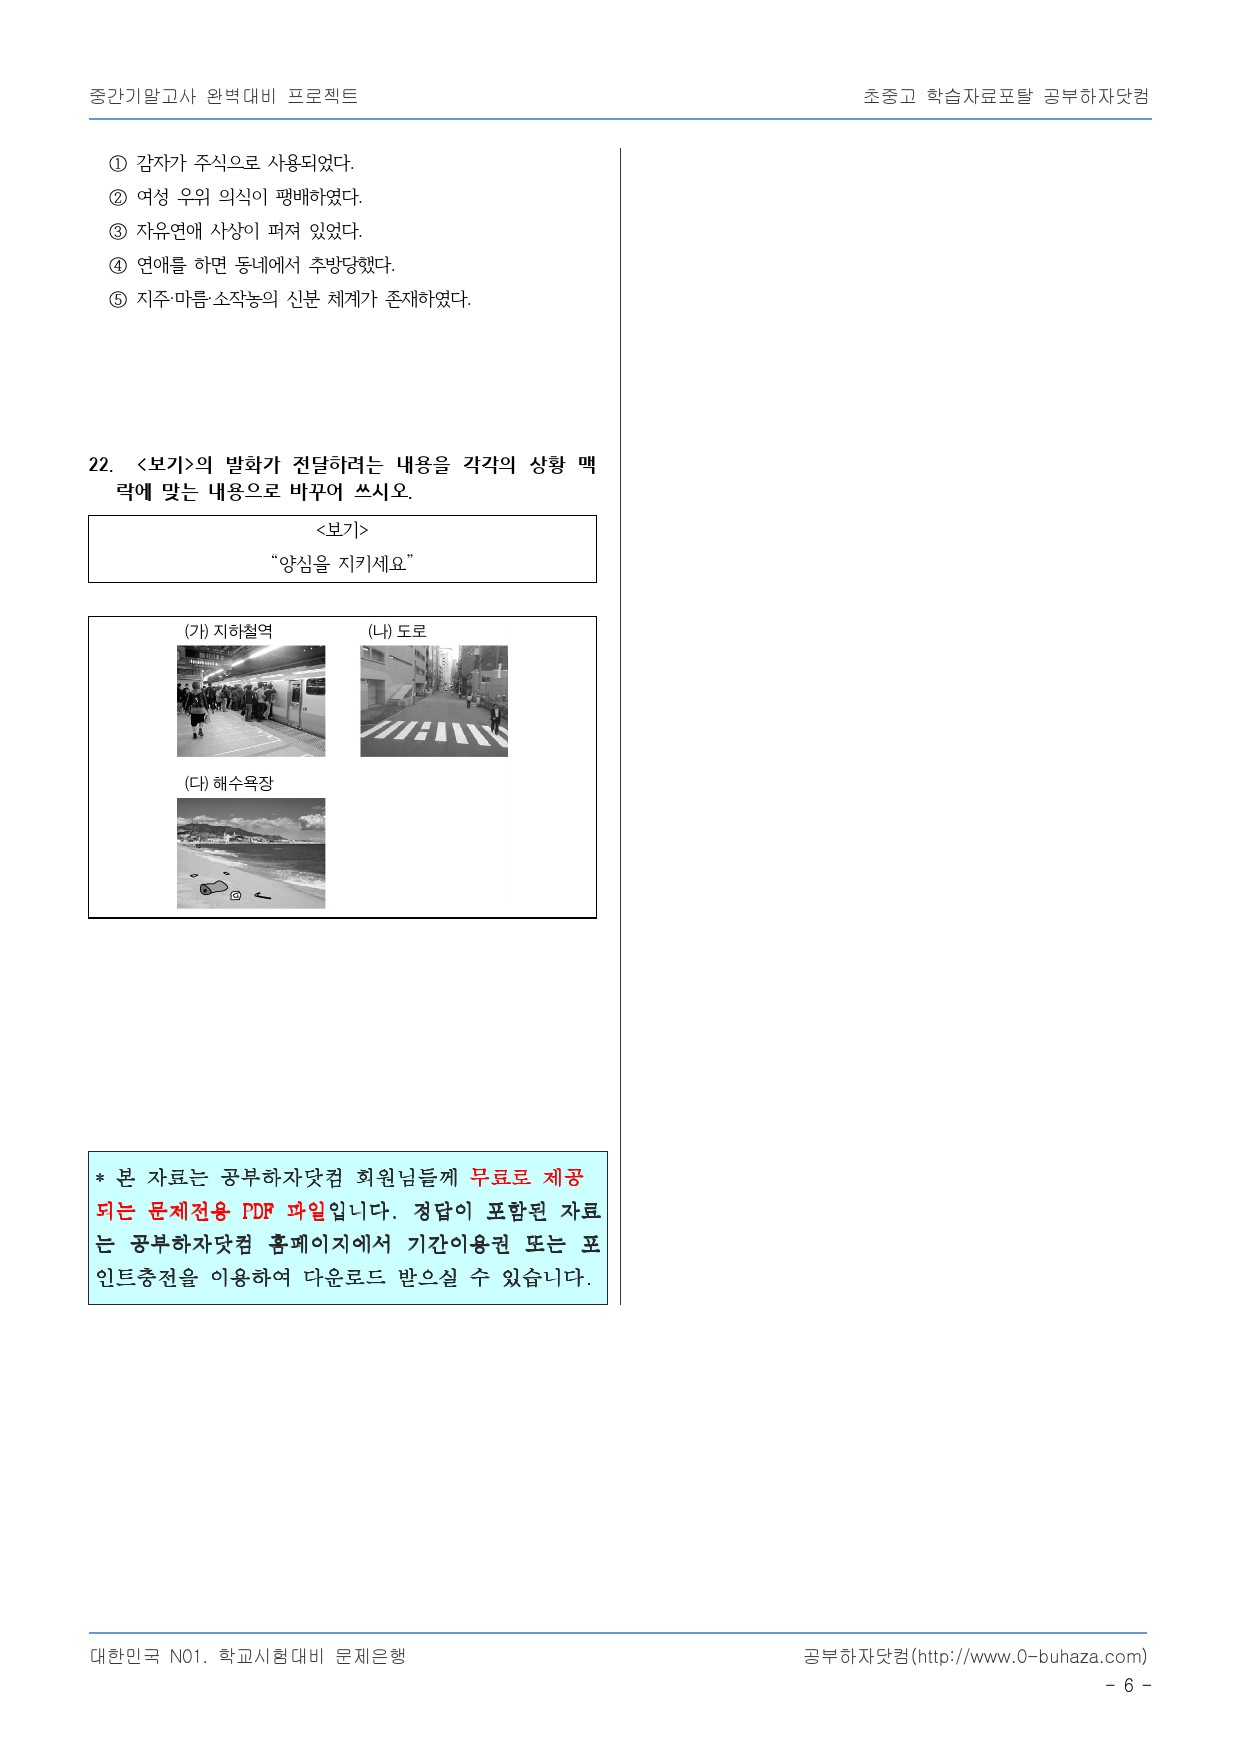 중간기말고사 완벽대비 프로젝트
초중고 학습자료포탈 공부하자닷컴
① 감자가 주식으로 사용되었다.
② 여성 우위 의식이 팽배하였다.
③ 자유연애 사상이 퍼져 있었다.
④ 연애를 하면 동네에서 추방당했다.
⑤ 지주·마름·소작농의 신분 체계가 존재하였다.
22. <보기>의 발화가 전달하려는 내용을 각각의 상황 맥
락에 맞는 내용으로 바꾸어 쓰시오.
<보기>
“양심을 지키세요”
(가) 지하철역
(나) 도로
(다) 해수욕장
* 본 자료는 공부하자닷컴 회원님들께 무료로 제공
되는 문제전용 PDF 파일입니다. 정답이 포함된 자료
는 공부하자닷컴 홈페이지에서 기간이용권 또는 포
인트충전을 이용하여 다운로드 받으실 수 있습니다.
대한민국 N01. 학교시험대비 문제은행
공부하자닷컴(http://www.0-buhaza.com)
- 6 -